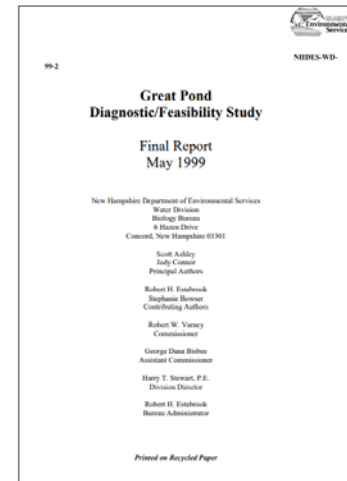 Environmental
Services
NHDES-WD-
99-2
Great Pond
Diagnostic/Feasibility Study
Final Report
May 1999
New Hampshire Department of Environmental Services
Water Division
Biology Bureau
6 Hazen Drive
Concord, New Hampshire 03301
Scott Ashley
Jody Connor
Principal Authors
Robert H. Estabrook
Stephanie Bowser
Contributing Authors
Robert W. Varney
Commissioner
George Dana Bisbee
Assistant Commissioner
Harry T. Stewart, P.E.
Division Director
Robert H. Estabrook
Bureau Administrator
Printed on Recycled Paper